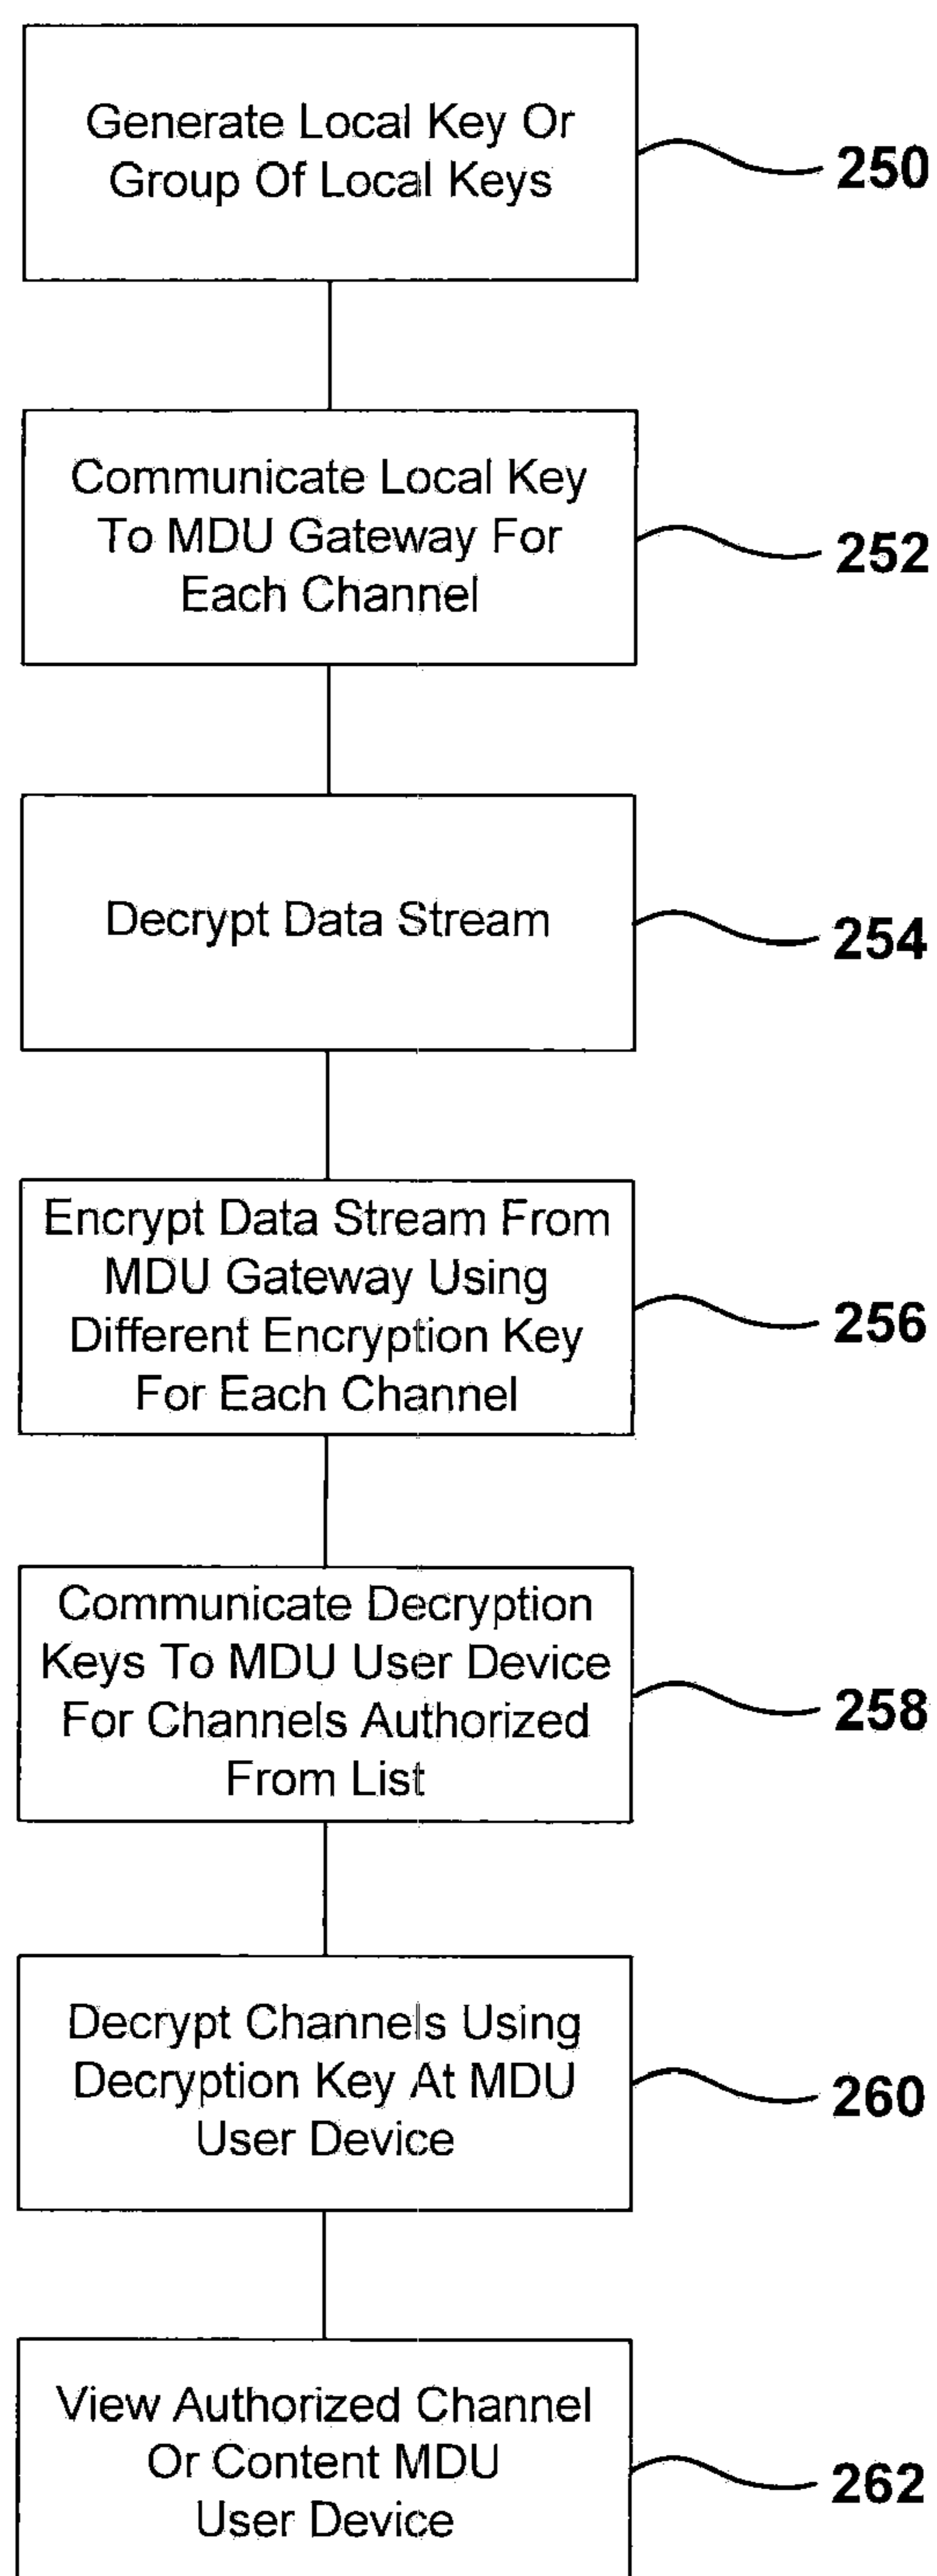 Generate Local Key Or
Group Of Local Keys
250
Communicate Local Key
To MDU Gateway For
Each Channel
252
Decrypt Data Stream
254
Encrypt Data Stream From
MDU Gateway Using
Different Encryption Key
For Each Channel
256
Communicate Decryption
Keys To MDU User Device
For Channels Authorized
From List
258
Decrypt Channels Using
Decryption Key At MDU
User Device
260
View Authorized Channel
Or Content MDU
User Device
262